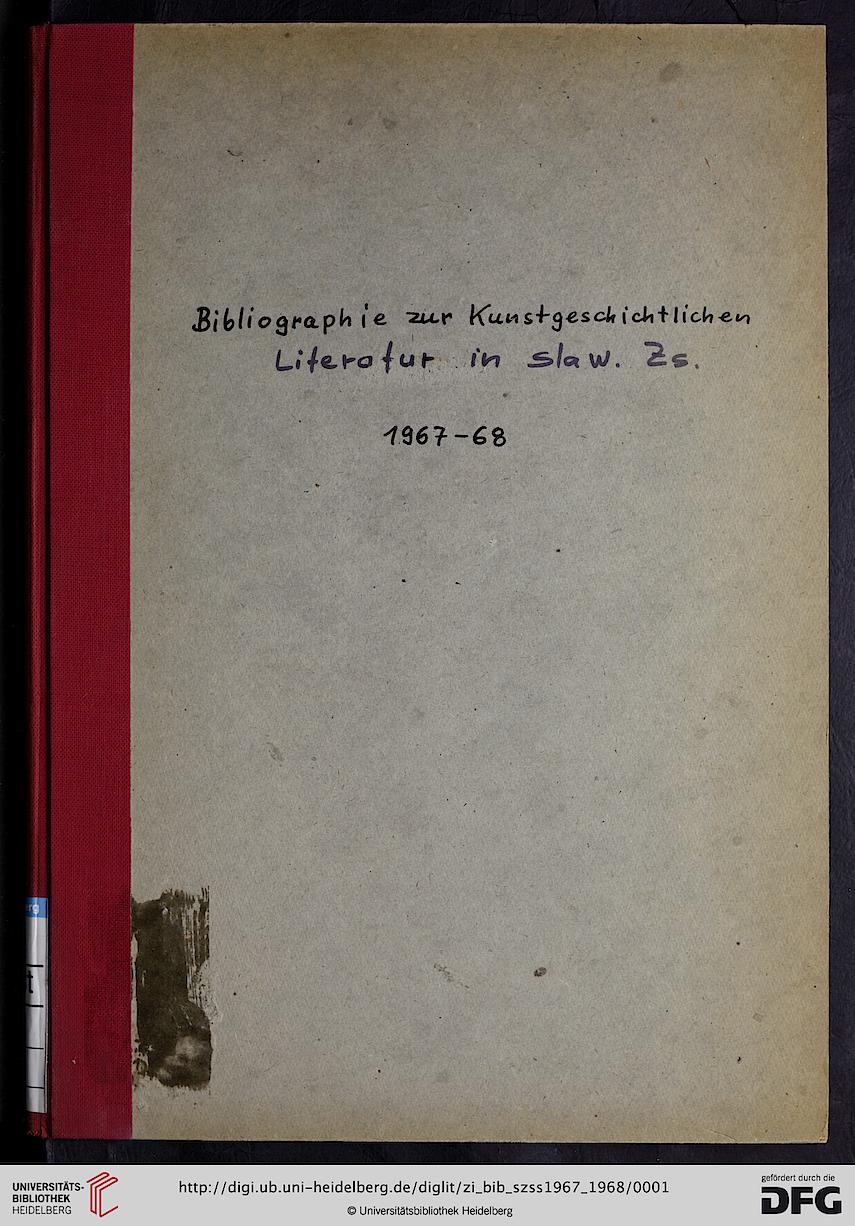 Bibliographie zur Kunstgeschichtlichen
Literatur in slaw. Zs.
1967-68
rg
t
UNIVERSITÄTS-
BIBLIOTHEK
HEIDELBERG
http://digi.ub.uni-heidelberg.de/diglit/zi_bib_szss1967_1968/0001
© Universitätsbibliothek Heidelberg
gefördert durch die
DFG